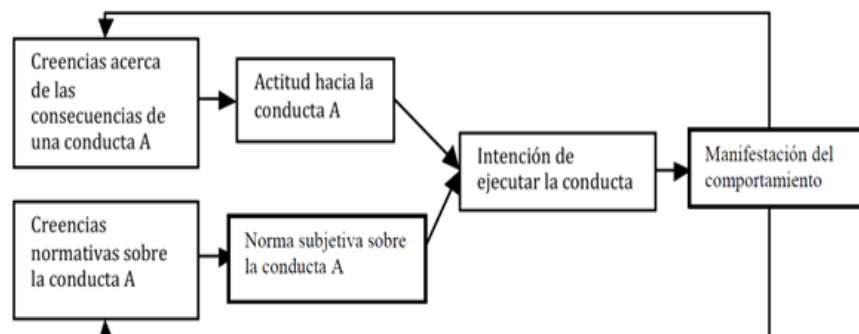 Creencias acerca
de las
consecuencias de
una conducta A
Actitud hacia la
conducta A
Intención de
ejecutar la conducta
Manifestación del
comportamiento
Creencias
normativas sobre
la conducta A
Norma subjetiva sobre
la conducta A